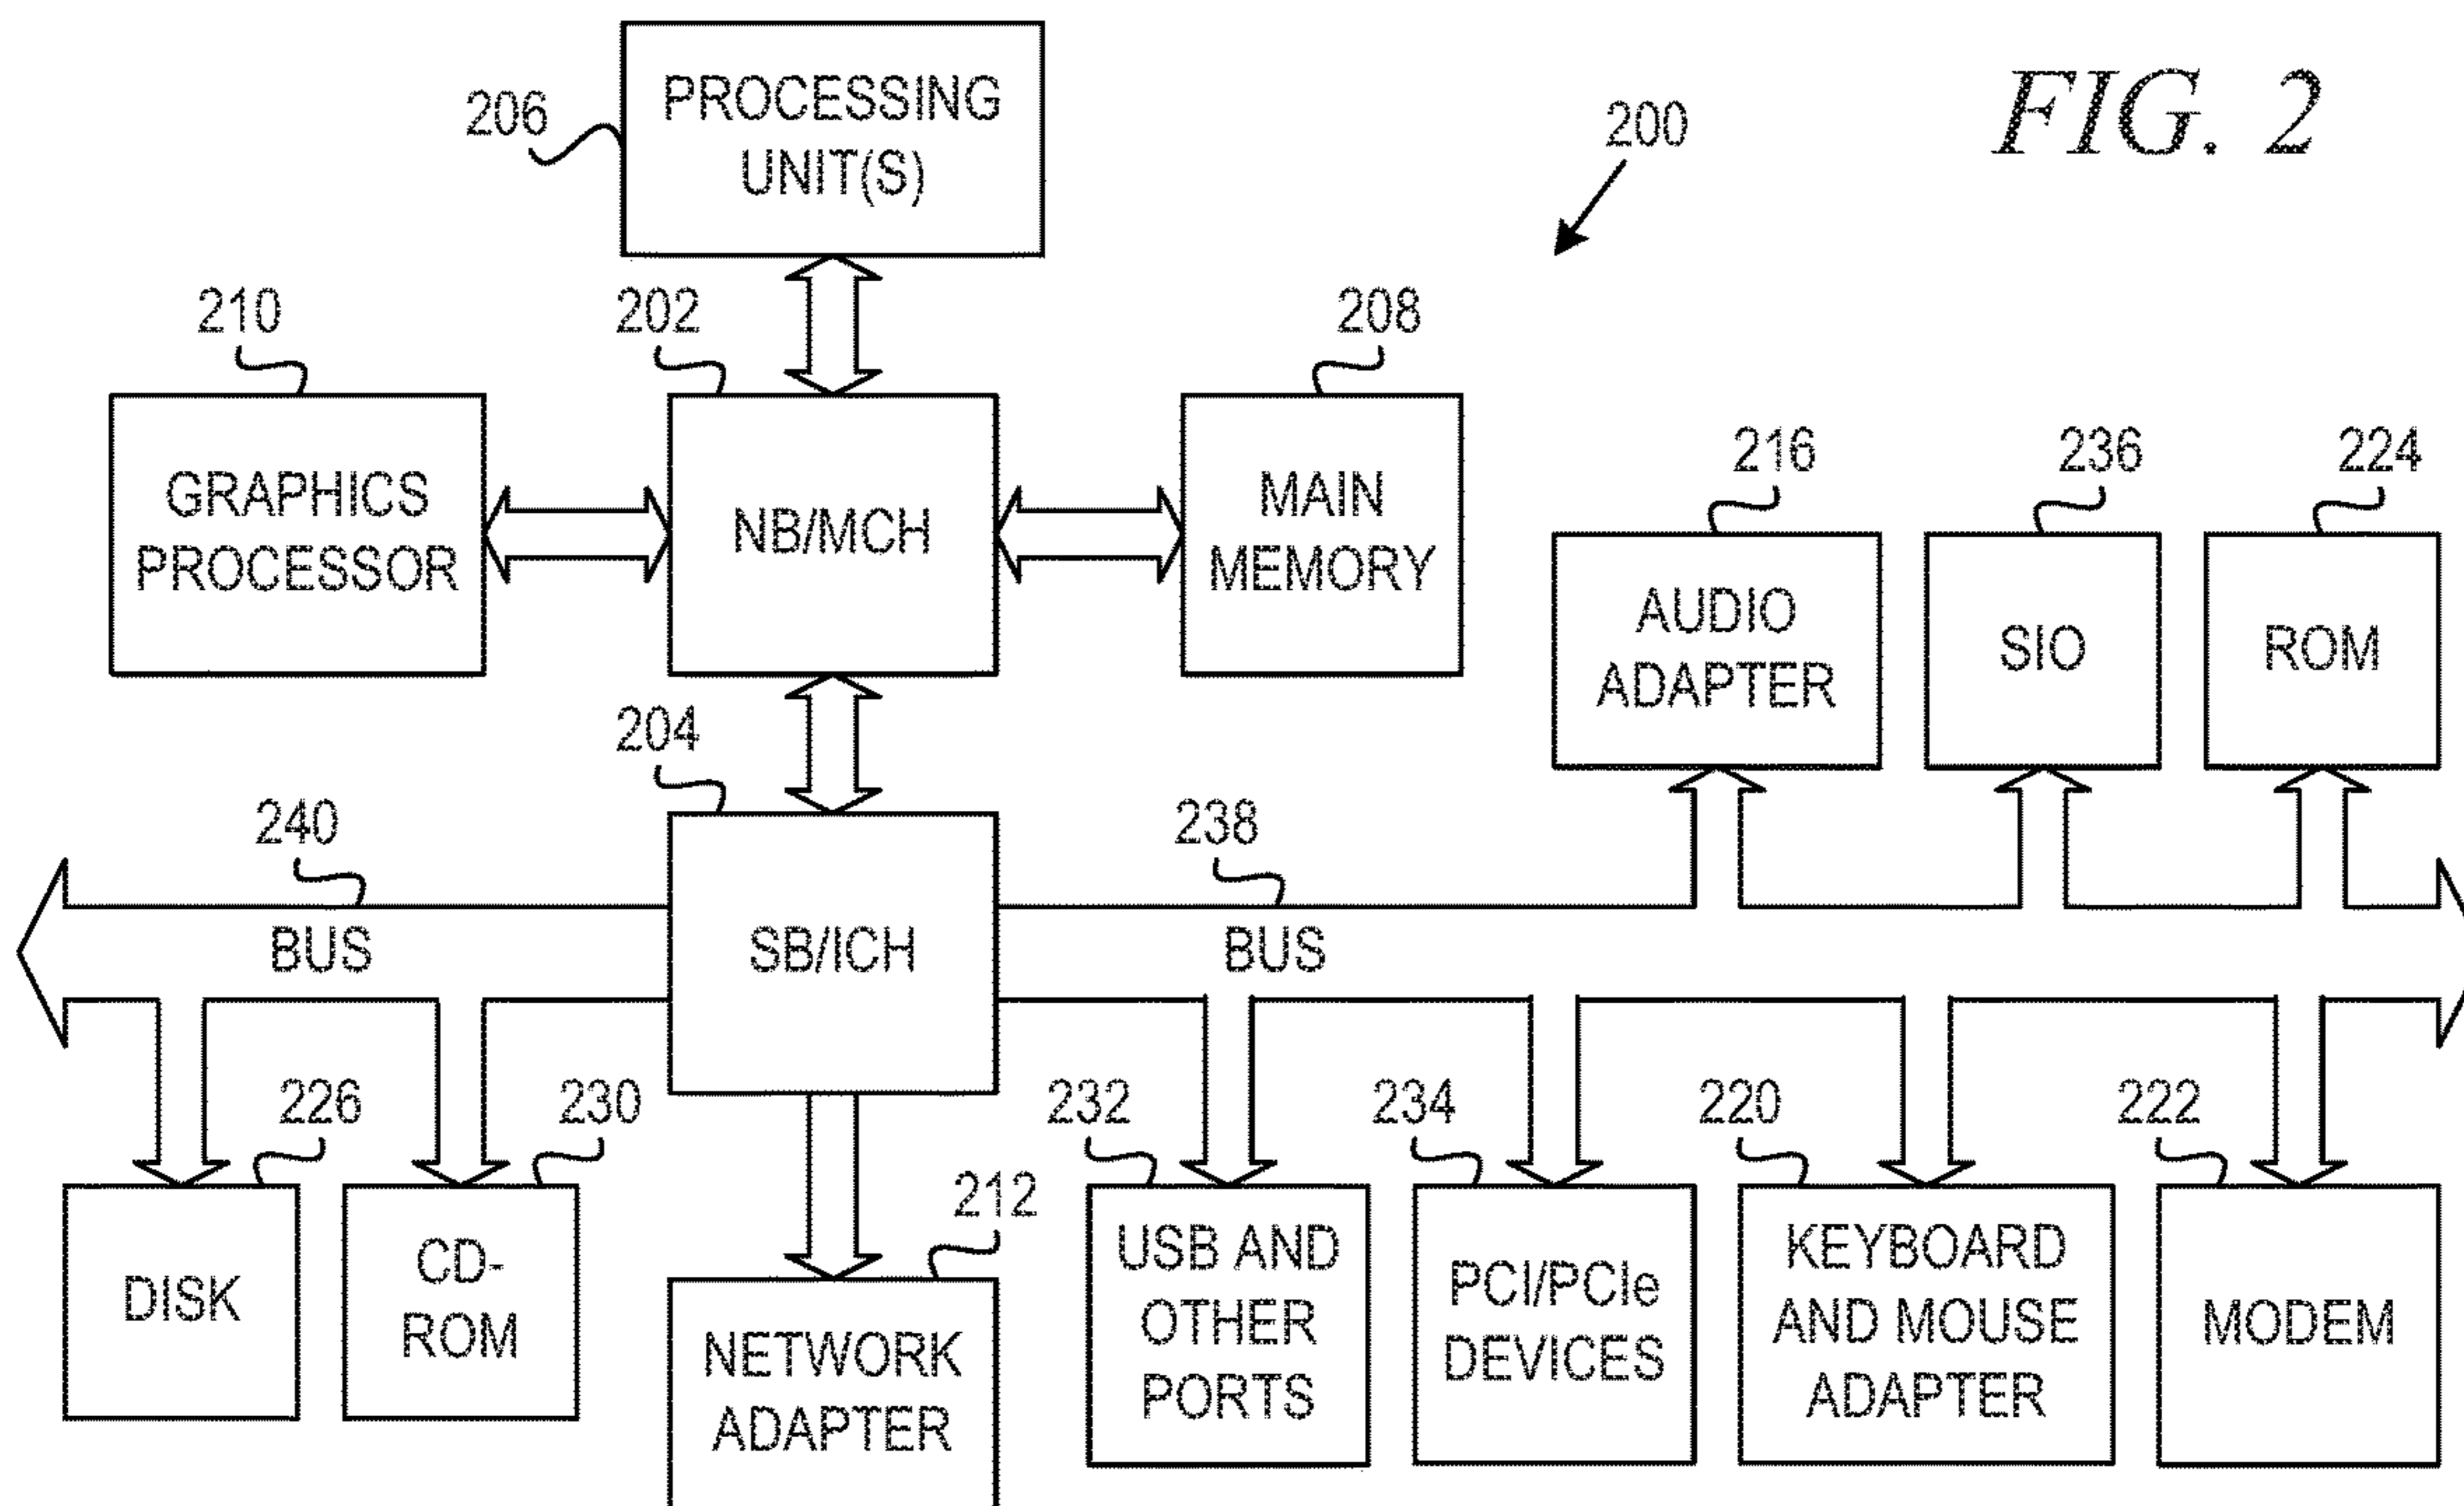 FIG. 2
200
206
PROCESSING
UNIT(S)
210
202
208
GRAPHICS
PROCESSOR
NB/MCH
MAIN
MEMORY
216
236
224
AUDIO
ADAPTER
SIO
ROM
204
240
238
BUS
SB/ICH
BUS
226
230
212
232
234
220
222
DISK
CD-
ROM
NETWORK
ADAPTER
USB AND
OTHER
PORTS
PCI/PCIe
DEVICES
KEYBOARD
AND MOUSE
ADAPTER
MODEM